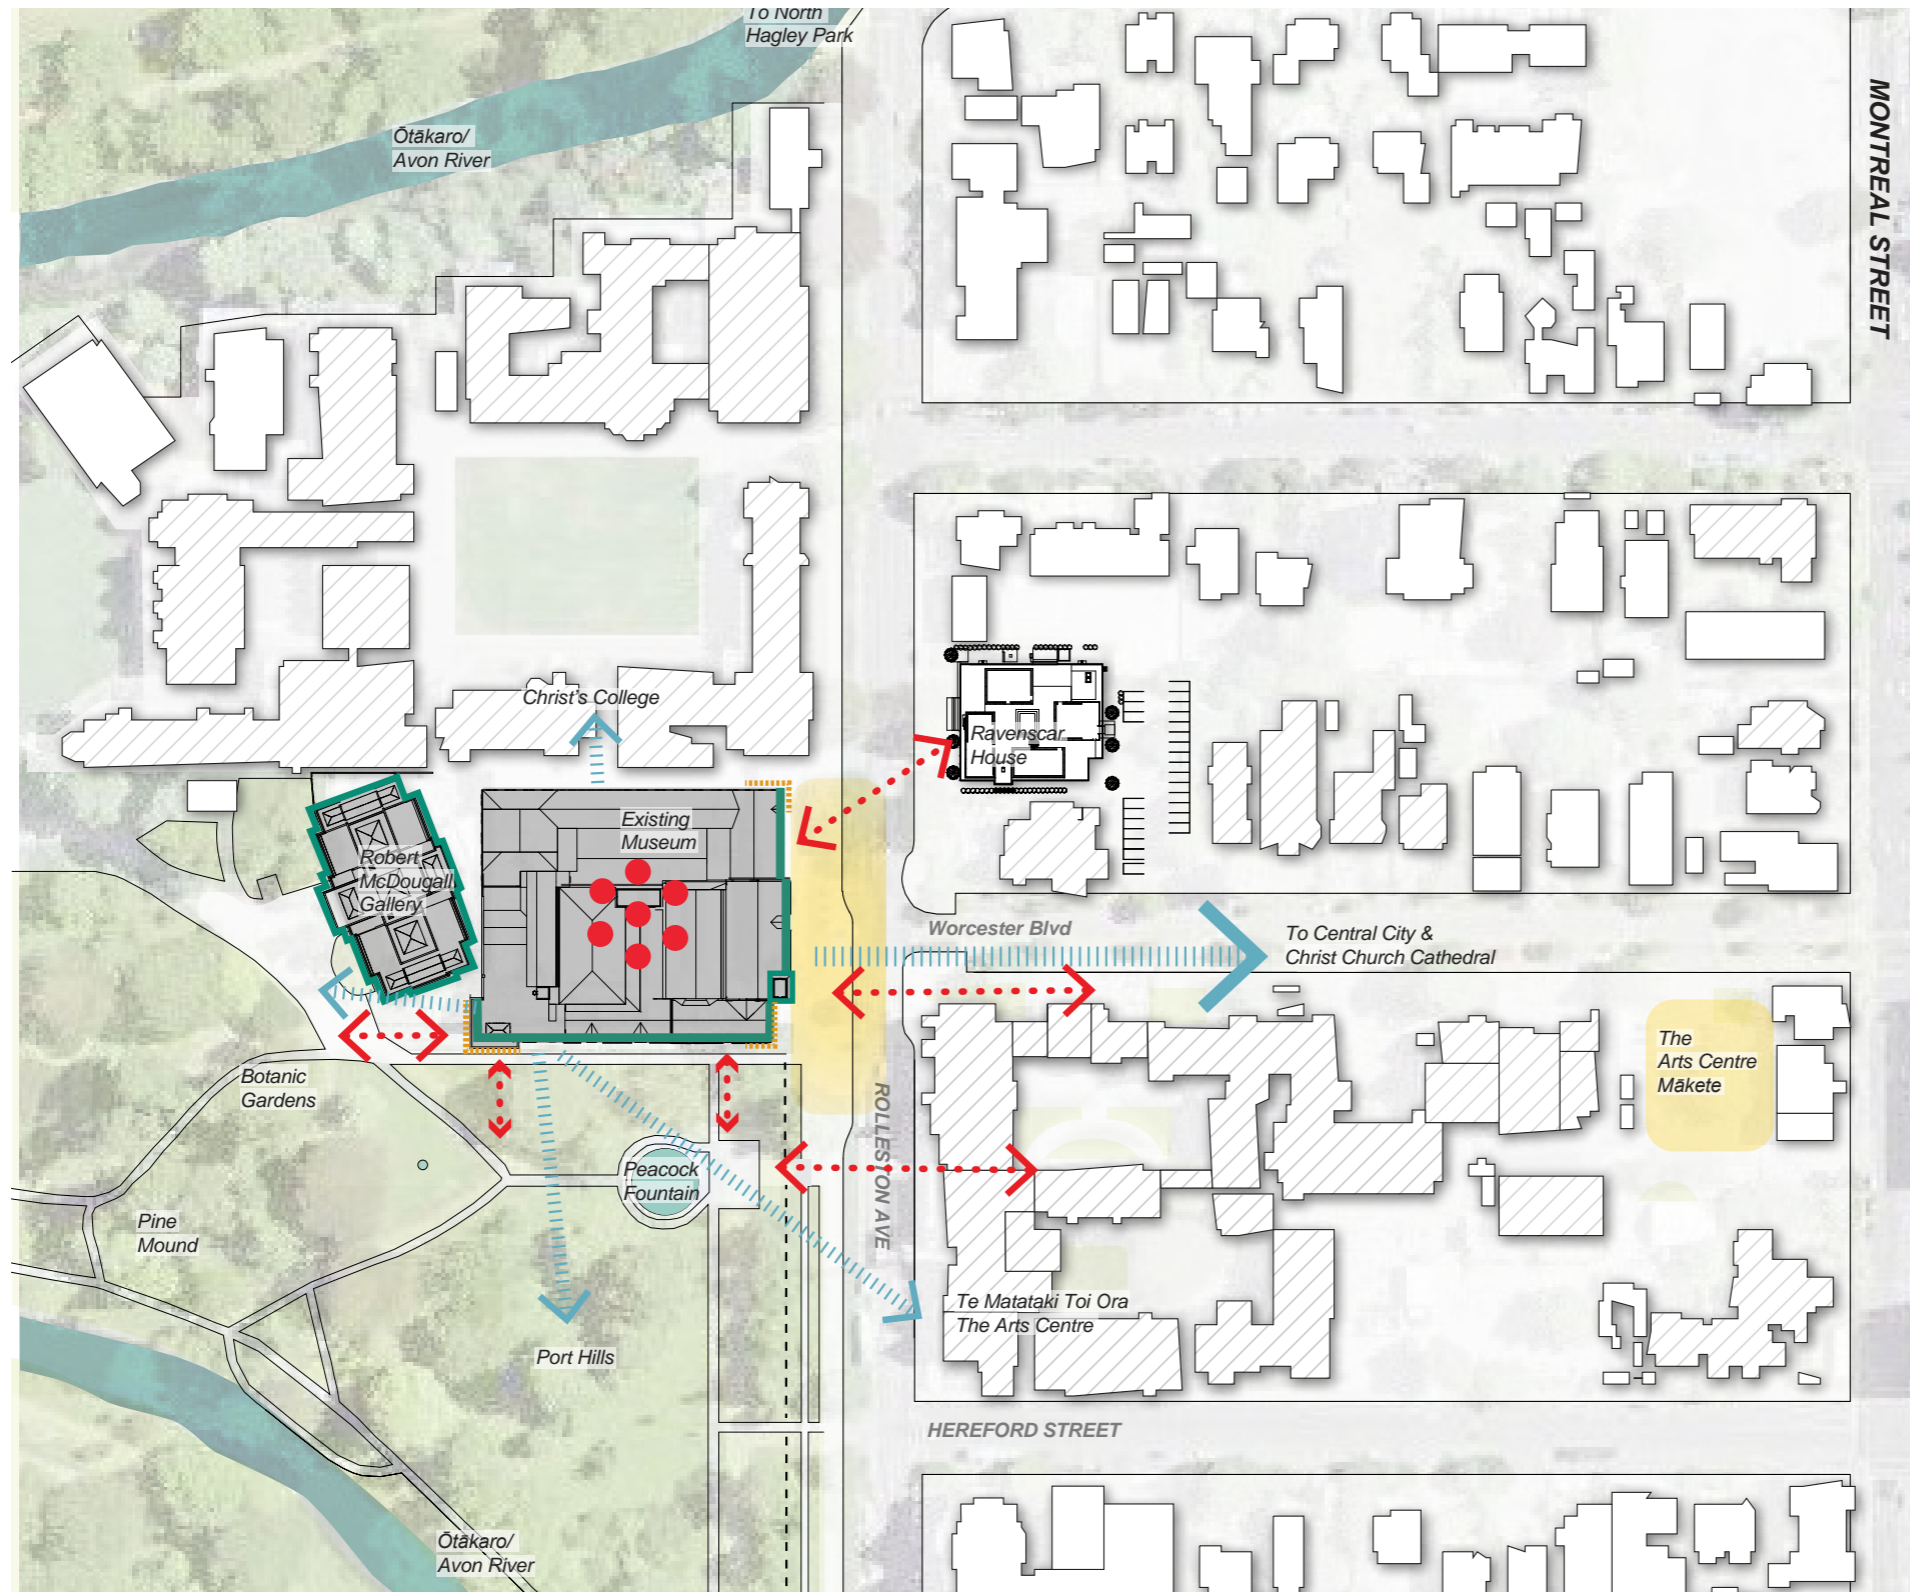 To North
Hagley Park
MONTREAL STREET
Ōtākaro/
Avon River
Christ's College
Ravenscar
House
Existing
Museum
Robert
McDougall
Gallery
Worcester Blvd
To Central City &
Christ Church Cathedral
The
Arts Centre
Mākete
Botanic
Gardens
ROLLESTON AVE
Peacock
Fountain
Pine
Mound
Te Matataki Toi Ora
The Arts Centre
Port Hills
HEREFORD STREET
Ōtākaro/
Avon River